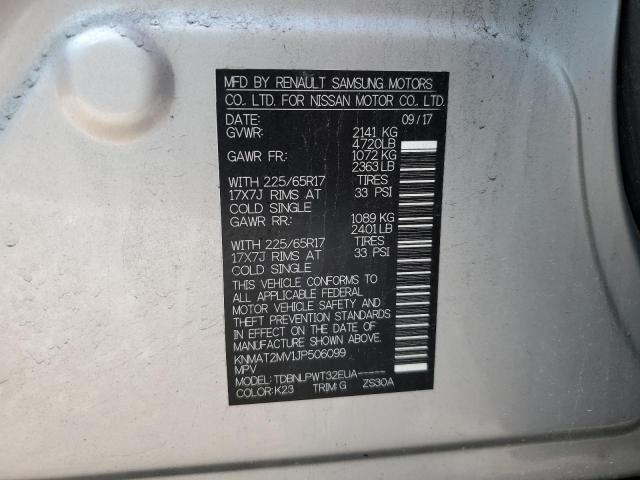 MFD BY RENAULT SAMSUNG MOTORS
CO., LTD. FOR NISSAN MOTOR CO., LTD.
DATE: 09/17
GVWR: 2141 KG
4720LB
GAWR FR: 1072 KG
2363LB
WITH 225/65R17 TIRES
17X7J RIMS AT 33 PSI
COLD SINGLE
GAWR RR: 1089 KG
2401LB
WITH 225/65R17 TIRES
17X7J RIMS AT 33 PSI
COLD SINGLE
THIS VEHICLE CONFORMS TO
ALL APPLICABLE FEDERAL
MOTOR VEHICLE SAFETY AND
THEFT PREVENTION STANDARDS
IN EFFECT ON THE DATE OF
MANUFACTURE SHOWN ABOVE.
KNMAT2MV1JP506099
MPV
MODEL: TDBNLPWT32EUA-----
COLOR: K23 TRIM: G ZS30A